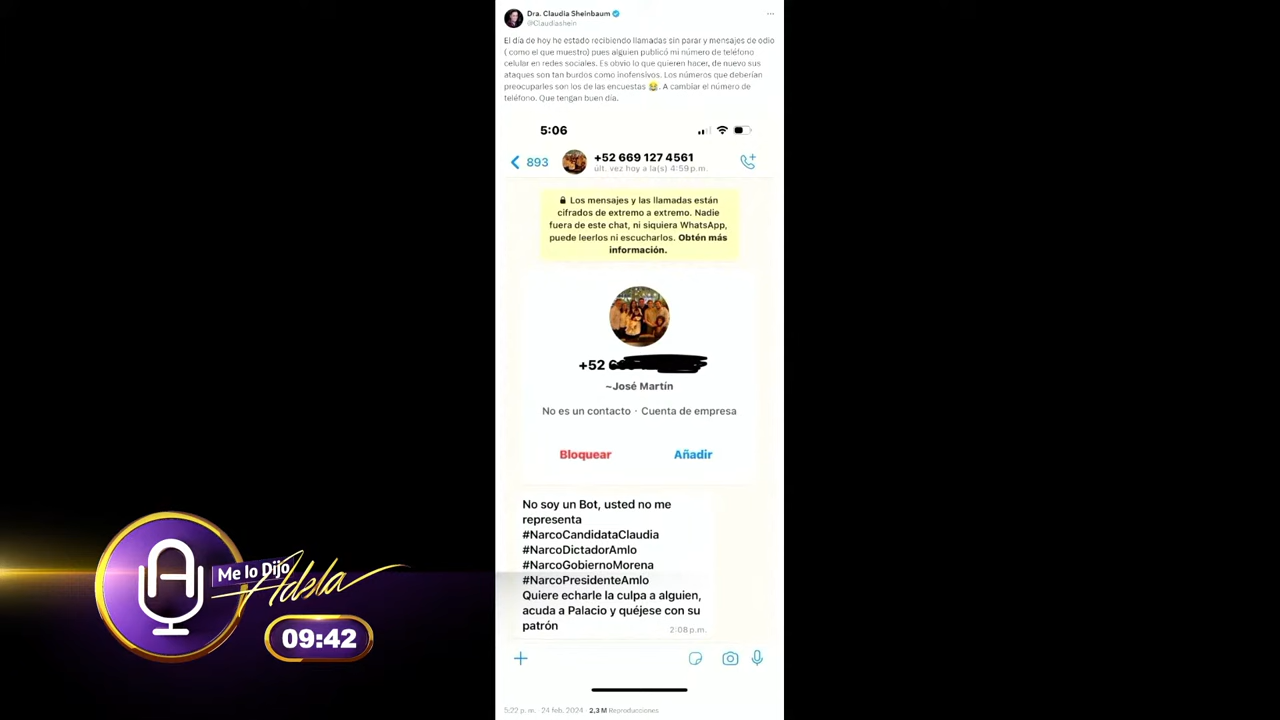 Dra. Claudia Sheinbaum
@Claudiashein
El día de hoy he estado recibiendo llamadas sin parar y mensajes de odio
( como el que muestro) pues alguien publicó mi número de teléfono
celular en redes sociales. Es obvio lo que quieren hacer, de nuevo sus
ataques son tan burdos como inofensivos. Los números que deberían
preocuparles son los de las encuestas 😂. A cambiar el número de
teléfono. Que tengan buen día.
5:06
893
+52 669 127 4561
últ. vez hoy a la(s) 4:59 p.m.
Los mensajes y las llamadas están
cifrados de extremo a extremo. Nadie
fuera de este chat, ni siquiera WhatsApp,
puede leerlos ni escucharlos. Obtén más
información.
+52 6
~José Martín
No es un contacto · Cuenta de empresa
Bloquear Añadir
No soy un Bot, usted no me
representa
#NarcoCandidataClaudia
#NarcoDictadorAmlo
#NarcoGobiernoMorena
#NarcoPresidenteAmlo
Quiere echarle la culpa a alguien,
acuda a Palacio y quéjese con su
patrón
2:08 p.m.
5:22 p. m. · 24 feb. 2024 · 2,3 M Reproducciones
Me lo Dijo
Adela
09:42